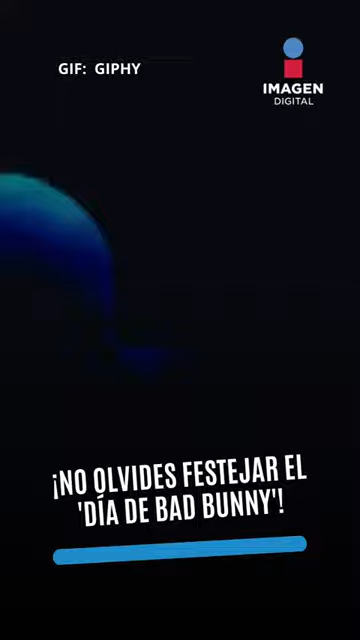 GIF: GIPHY
IMAGEN
DIGITAL
¡NO OLVIDES FESTEJAR EL
'DÍA DE BAD BUNNY'!